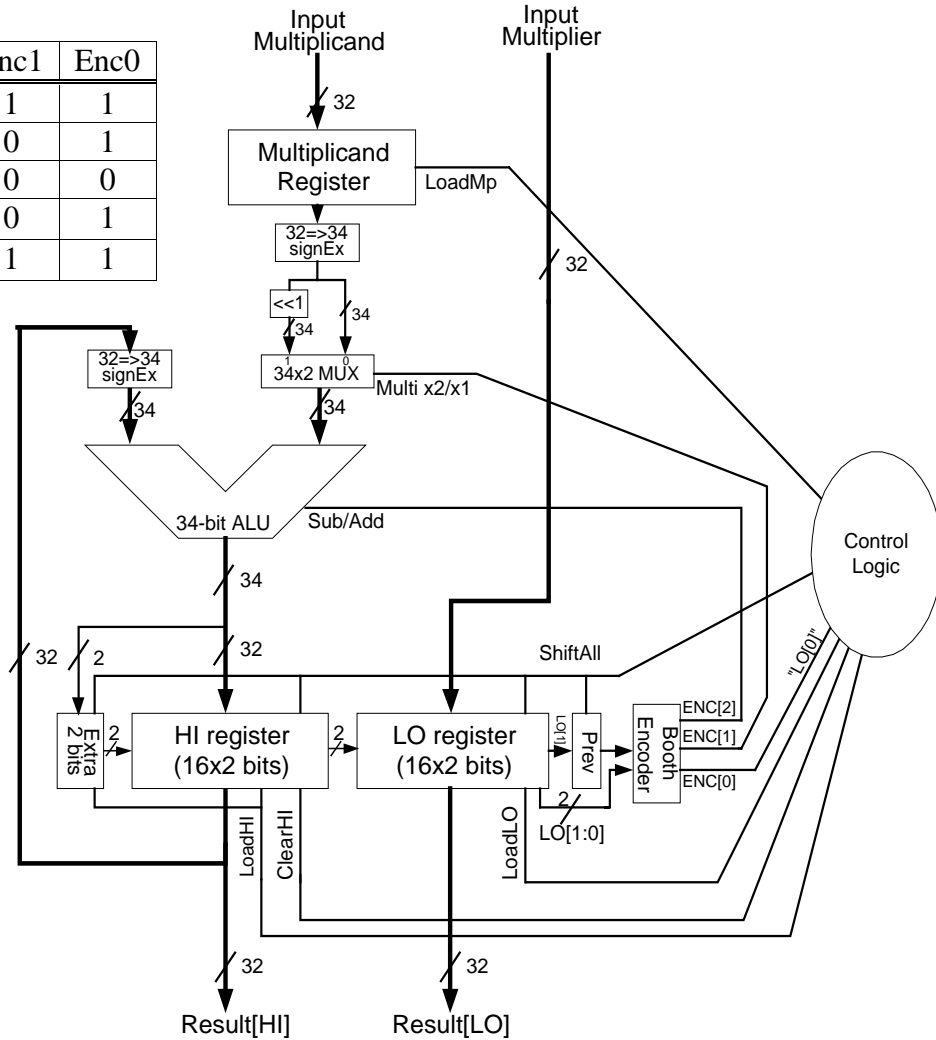 Input
Multiplicand
Input
Multiplier
nc1 Enc0
1 1
0 1
0 0
0 1
1 1
32
Multiplicand
Register
LoadMp
32=>34
signEx
32
<<1
34
34
1 0
34x2 MUX
Multi x2/x1
32=>34
signEx
34
34
34-bit ALU
Sub/Add
Control
Logic
34
32
2
32
ShiftAll
"LO[0]"
Extra
2 bits
2
HI register
(16x2 bits)
2
LO register
(16x2 bits)
LO[1]
Prev
Booth
Encoder
ENC[2]
ENC[1]
ENC[0]
2
LO[1:0]
LoadHI
ClearHI
LoadLO
32
32
Result[HI]
Result[LO]